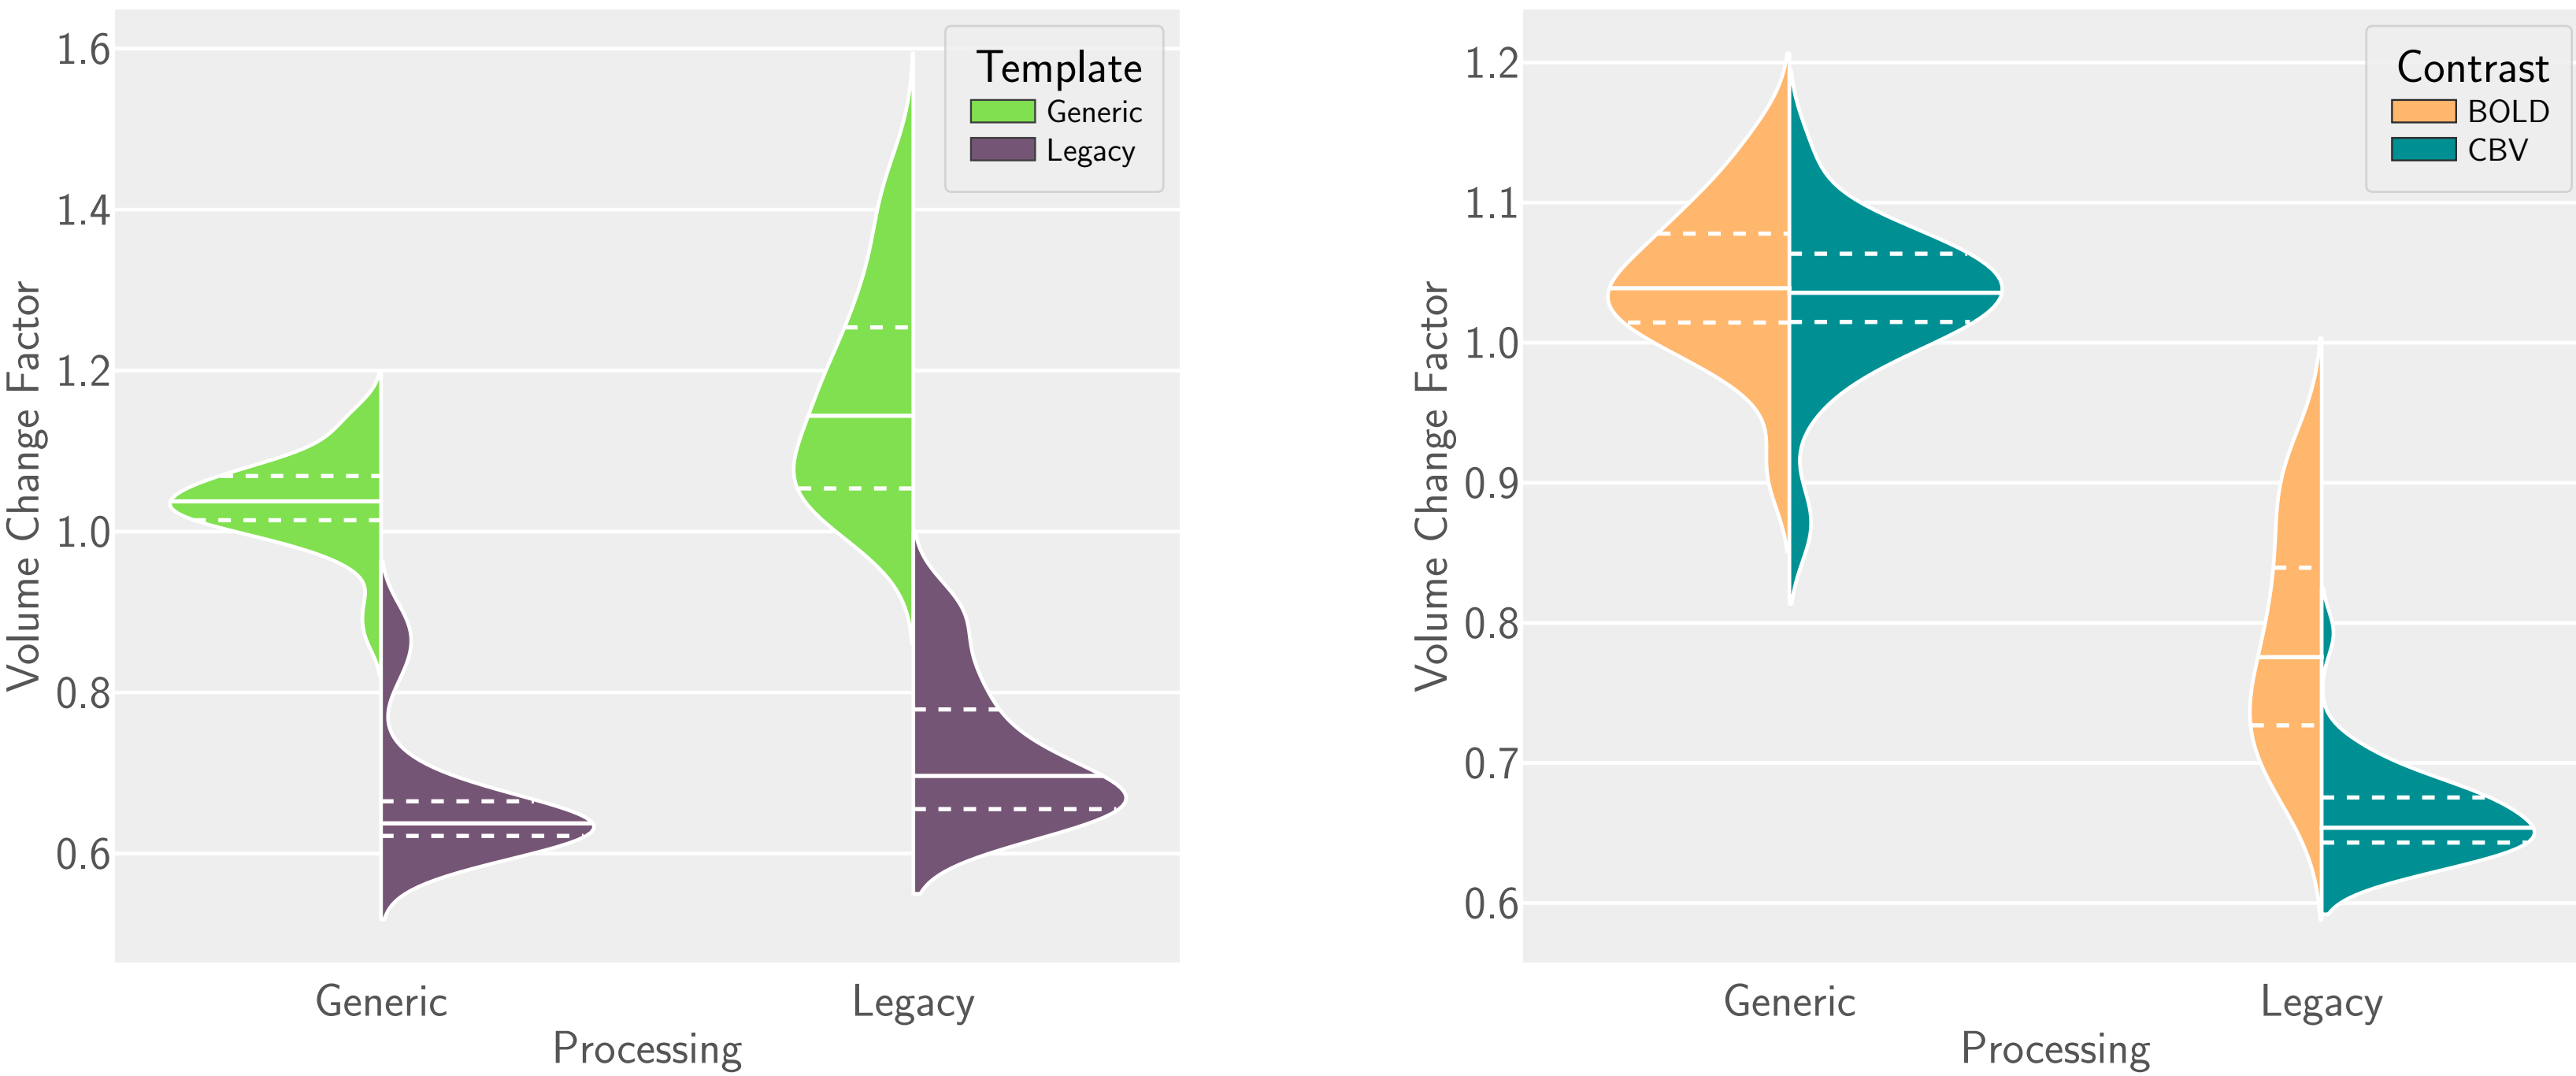 Volume Change Factor
1.6
1.4
1.2
1.0
0.8
0.6
Template
Generic
Legacy
Generic
Legacy
Processing
Volume Change Factor
1.2
1.1
1.0
0.9
0.8
0.7
0.6
Contrast
BOLD
CBV
Generic
Legacy
Processing